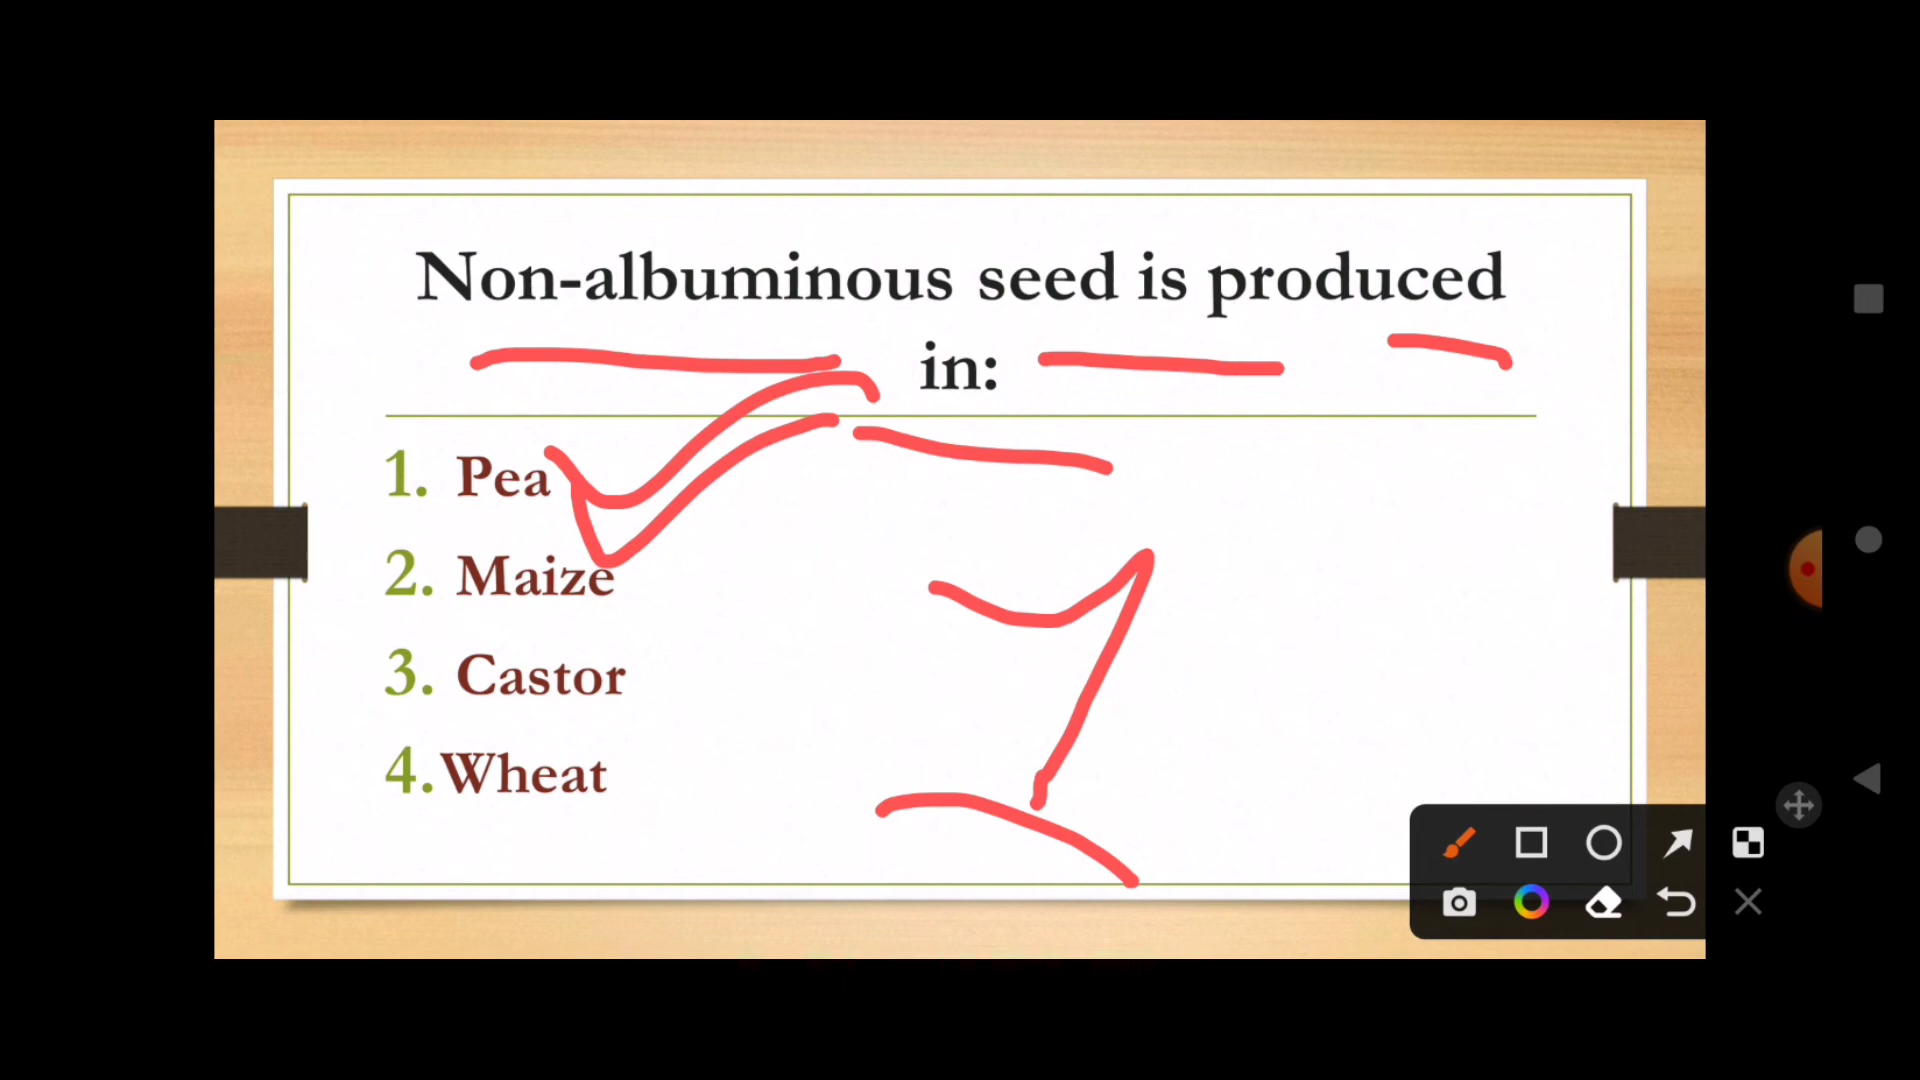 Non-albuminous seed is produced
in:
1. Pea
2. Maize
3. Castor
4. Wheat